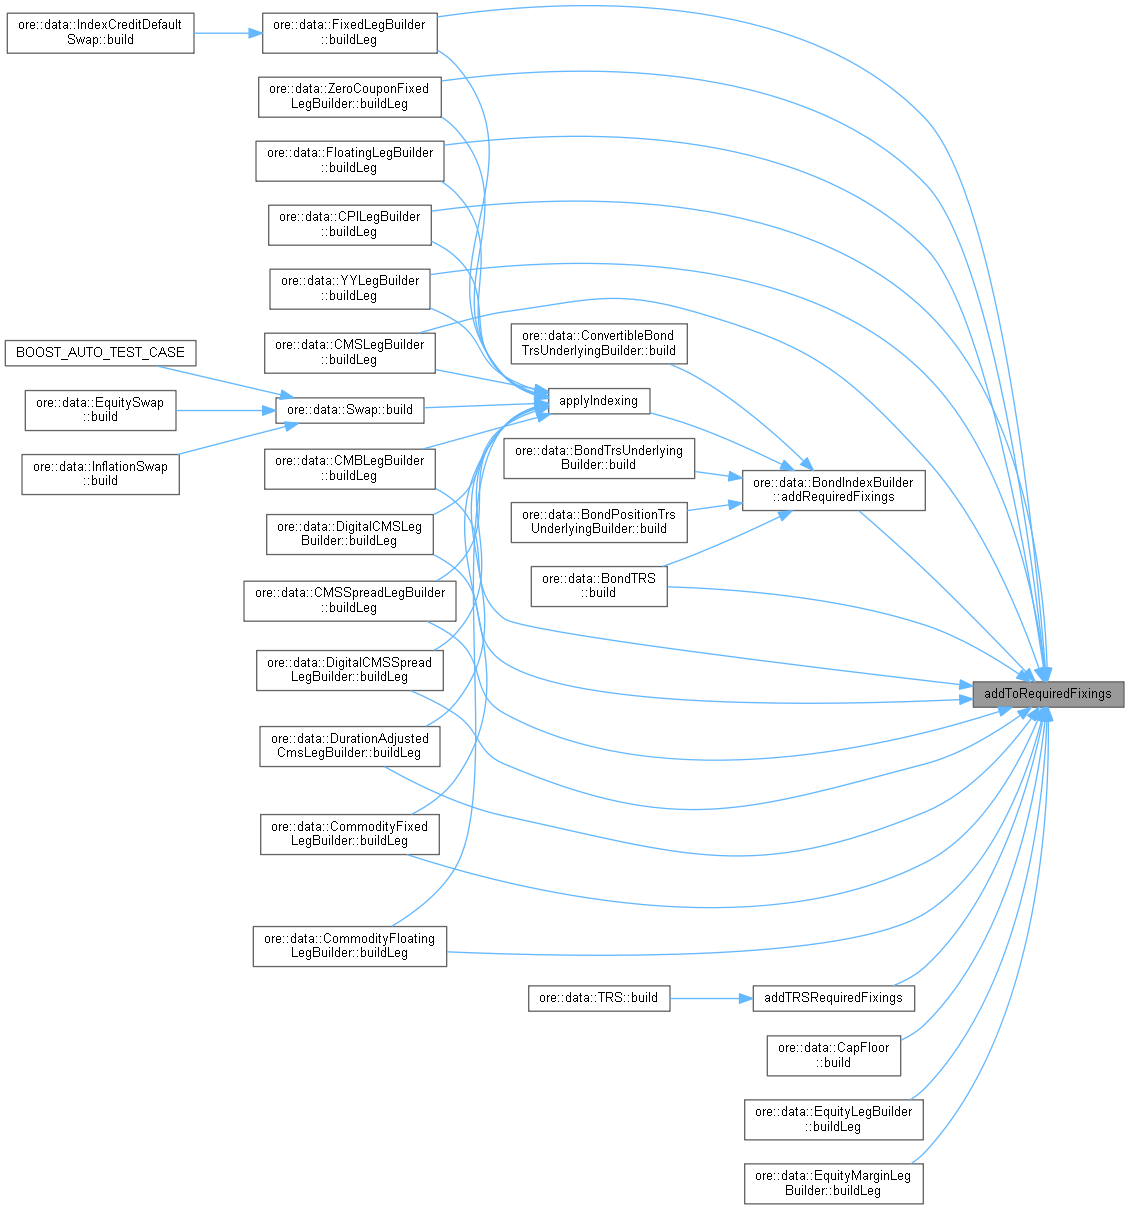 ore::data::IndexCreditDefault
Swap::build
ore::data::FixedLegBuilder
::buildLeg
ore::data::ZeroCouponFixed
LegBuilder::buildLeg
ore::data::FloatingLegBuilder
::buildLeg
ore::data::CPILegBuilder
::buildLeg
ore::data::YYLegBuilder
::buildLeg
ore::data::CMSLegBuilder
::buildLeg
ore::data::ConvertibleBond
TrsUnderlyingBuilder::build
BOOST_AUTO_TEST_CASE
ore::data::EquitySwap
::build
ore::data::InflationSwap
::build
ore::data::Swap::build
applyIndexing
ore::data::CMBLegBuilder
::buildLeg
ore::data::BondTrsUnderlying
Builder::build
ore::data::BondIndexBuilder
::addRequiredFixings
ore::data::BondPositionTrs
UnderlyingBuilder::build
ore::data::DigitalCMSLeg
Builder::buildLeg
ore::data::BondTRS
::build
ore::data::CMSSpreadLegBuilder
::buildLeg
ore::data::DigitalCMSSpread
LegBuilder::buildLeg
addToRequiredFixings
ore::data::DurationAdjusted
CmsLegBuilder::buildLeg
ore::data::CommodityFixed
LegBuilder::buildLeg
ore::data::CommodityFloating
LegBuilder::buildLeg
ore::data::TRS::build
addTRSRequiredFixings
ore::data::CapFloor
::build
ore::data::EquityLegBuilder
::buildLeg
ore::data::EquityMarginLeg
Builder::buildLeg